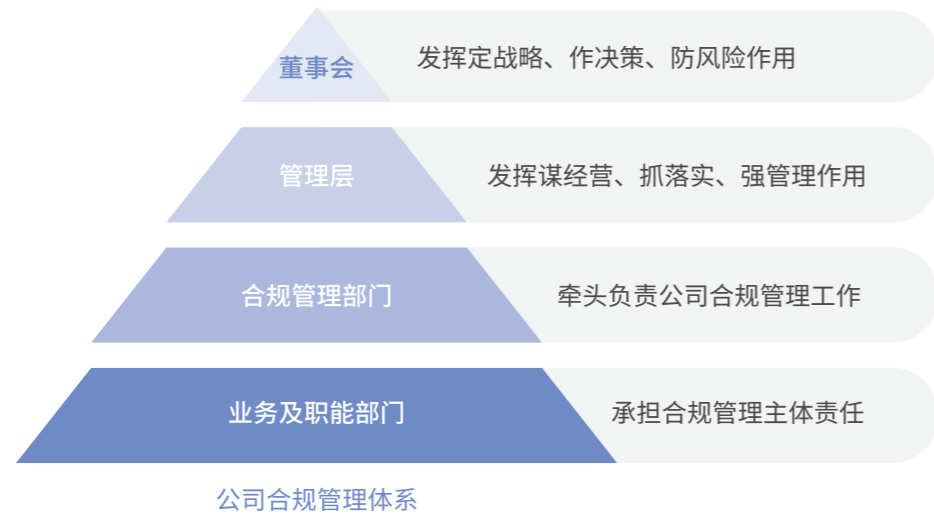 董事会
发挥定战略、作决策、防风险作用
管理层
发挥谋经营、抓落实、强管理作用
合规管理部门
牵头负责公司合规管理工作
业务及职能部门
承担合规管理主体责任
公司合规管理体系